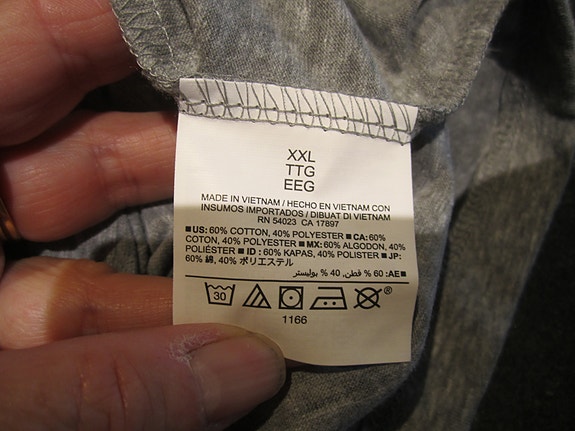 XXL
TTG
EEG
MADE IN VIETNAM / HECHO EN VIETNAM CON
INSUMOS IMPORTADOS / DIBUAT DI VIETNAM
RN 54023 CA 17897
■US: 60% COTTON, 40% POLYESTER ■ CA: 60%
COTON, 40% POLYESTER ■ MX: 60% ALGODON, 40%
POLIÉSTER ■ ID : 60% KAPAS, 40% POLISTER ■ JP:
60% 綿, 40% ポリエステル
■AE: 60 % قطن, 40 % بوليستر
30 ®
1166